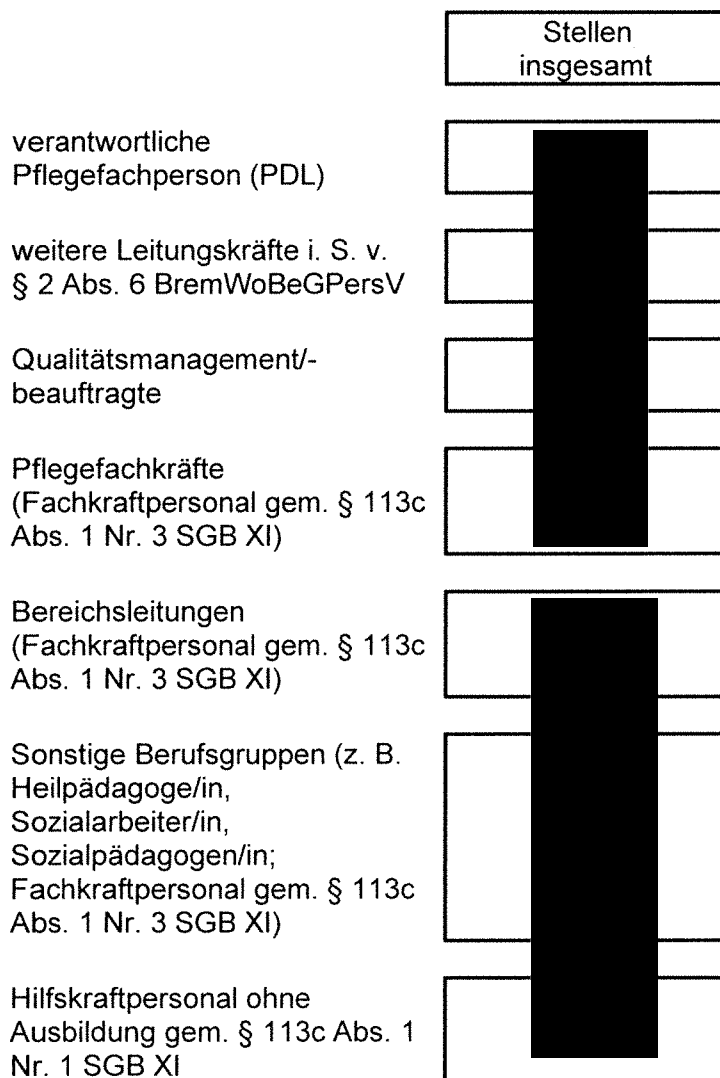 Stellen
insgesamt
verantwortliche
Pflegefachperson (PDL)
weitere Leitungskräfte i. S. v.
§ 2 Abs. 6 BremWoBeGPersV
Qualitätsmanagement/-
beauftragte
Pflegefachkräfte
(Fachkraftpersonal gem. § 113c
Abs. 1 Nr. 3 SGB XI)
Bereichsleitungen
(Fachkraftpersonal gem. § 113c
Abs. 1 Nr. 3 SGB XI)
Sonstige Berufsgruppen (z. B.
Heilpädagoge/in,
Sozialarbeiter/in,
Sozialpädagogen/in;
Fachkraftpersonal gem. § 113c
Abs. 1 Nr. 3 SGB XI)
Hilfskraftpersonal ohne
Ausbildung gem. § 113c Abs. 1
Nr. 1 SGB XI